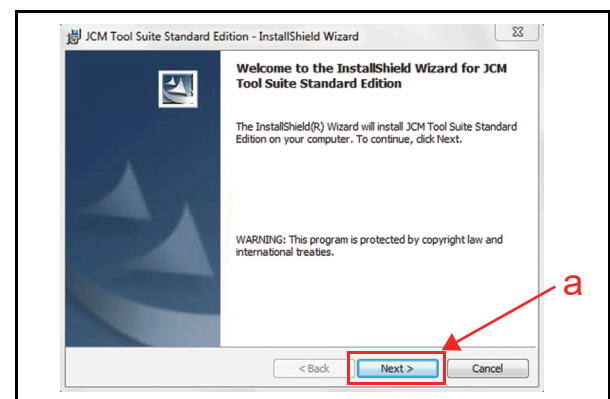 JCM Tool Suite Standard Edition - InstallShield Wizard
Welcome to the InstallShield Wizard for JCM
Tool Suite Standard Edition
The InstallShield(R) Wizard will install JCM Tool Suite Standard
Edition on your computer. To continue, click Next.
WARNING: This program is protected by copyright law and
international treaties.
a
< Back Next > Cancel